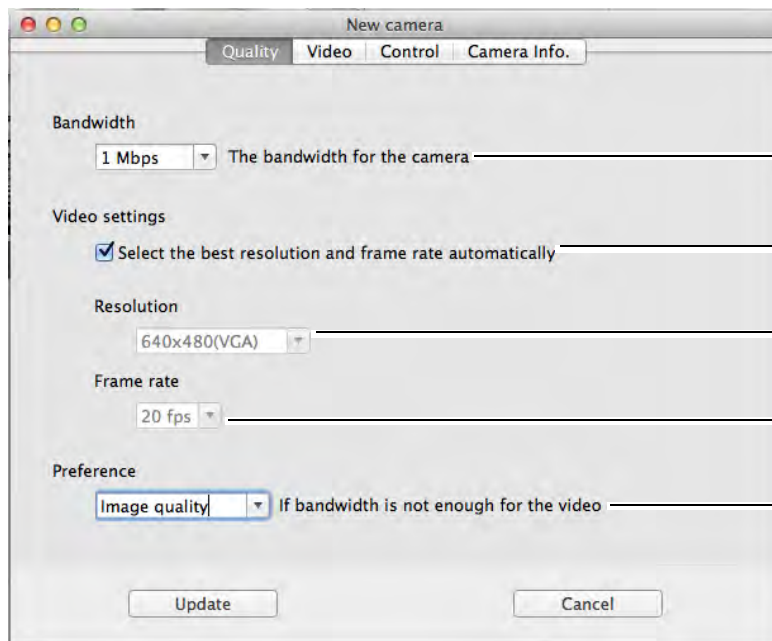 New camera
Quality Video Control Camera Info.
Bandwidth
1 Mbps The bandwidth for the camera
Video settings
Select the best resolution and frame rate automatically
Resolution
640x480(VGA)
Frame rate
20 fps
Preference
Image quality If bandwidth is not enough for the video
Update Cancel